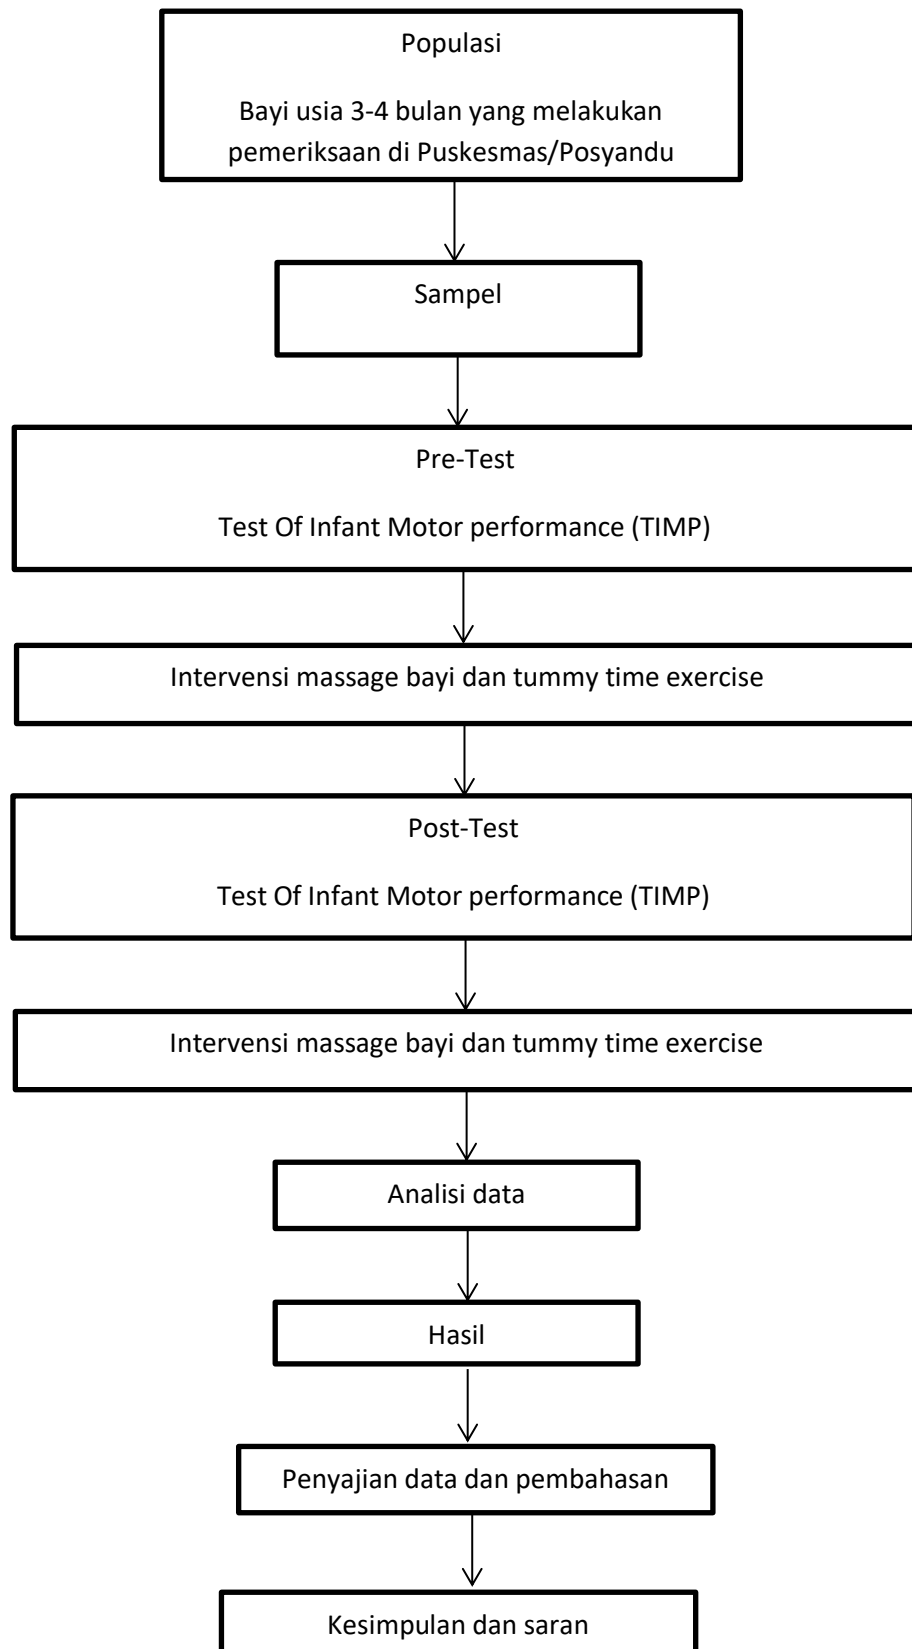 Populasi
Bayi usia 3-4 bulan yang melakukan
pemeriksaan di Puskesmas/Posyandu
Sampel
Pre-Test
Test Of Infant Motor performance (TIMP)
Intervensi massage bayi dan tummy time exercise
Post-Test
Test Of Infant Motor performance (TIMP)
Intervensi massage bayi dan tummy time exercise
Analisi data
Hasil
Penyajian data dan pembahasan
Kesimpulan dan saran